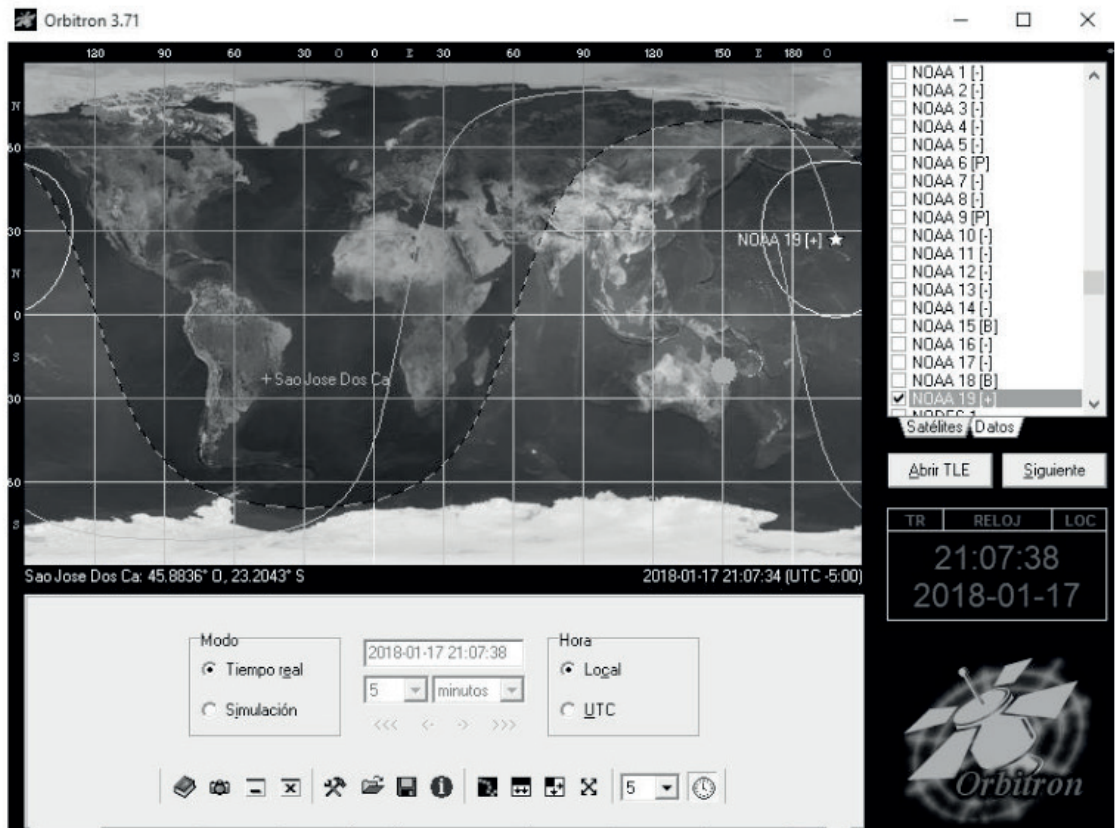 Orbitron 3.71
120 90 60 30 O 0 E 30 60 90 120 150 E 180 O
N
60
30
N
0
S
30
60
S
NOAA 19 [+]
Sao Jose Dos Ca
Sao Jose Dos Ca: 45.8836° O, 23.2043° S
2018-01-17 21:07:34 (UTC -5:00)
NOAA 1 [-]
NOAA 2 [-]
NOAA 3 [-]
NOAA 4 [-]
NOAA 5 [-]
NOAA 6 [P]
NOAA 7 [-]
NOAA 8 [-]
NOAA 9 [P]
NOAA 10 [-]
NOAA 11 [-]
NOAA 12 [-]
NOAA 13 [-]
NOAA 14 [-]
NOAA 15 [B]
NOAA 16 [-]
NOAA 17 [-]
NOAA 18 [B]
NOAA 19 [+]
Satélites Datos
Abrir TLE Siguiente
TR RELOJ LOC
21:07:38
2018-01-17
Modo
Tiempo real
Simulación
2018-01-17 21:07:38
5 minutos
<<< <- -> >>>
Hora
Local
UTC
5
Orbitron